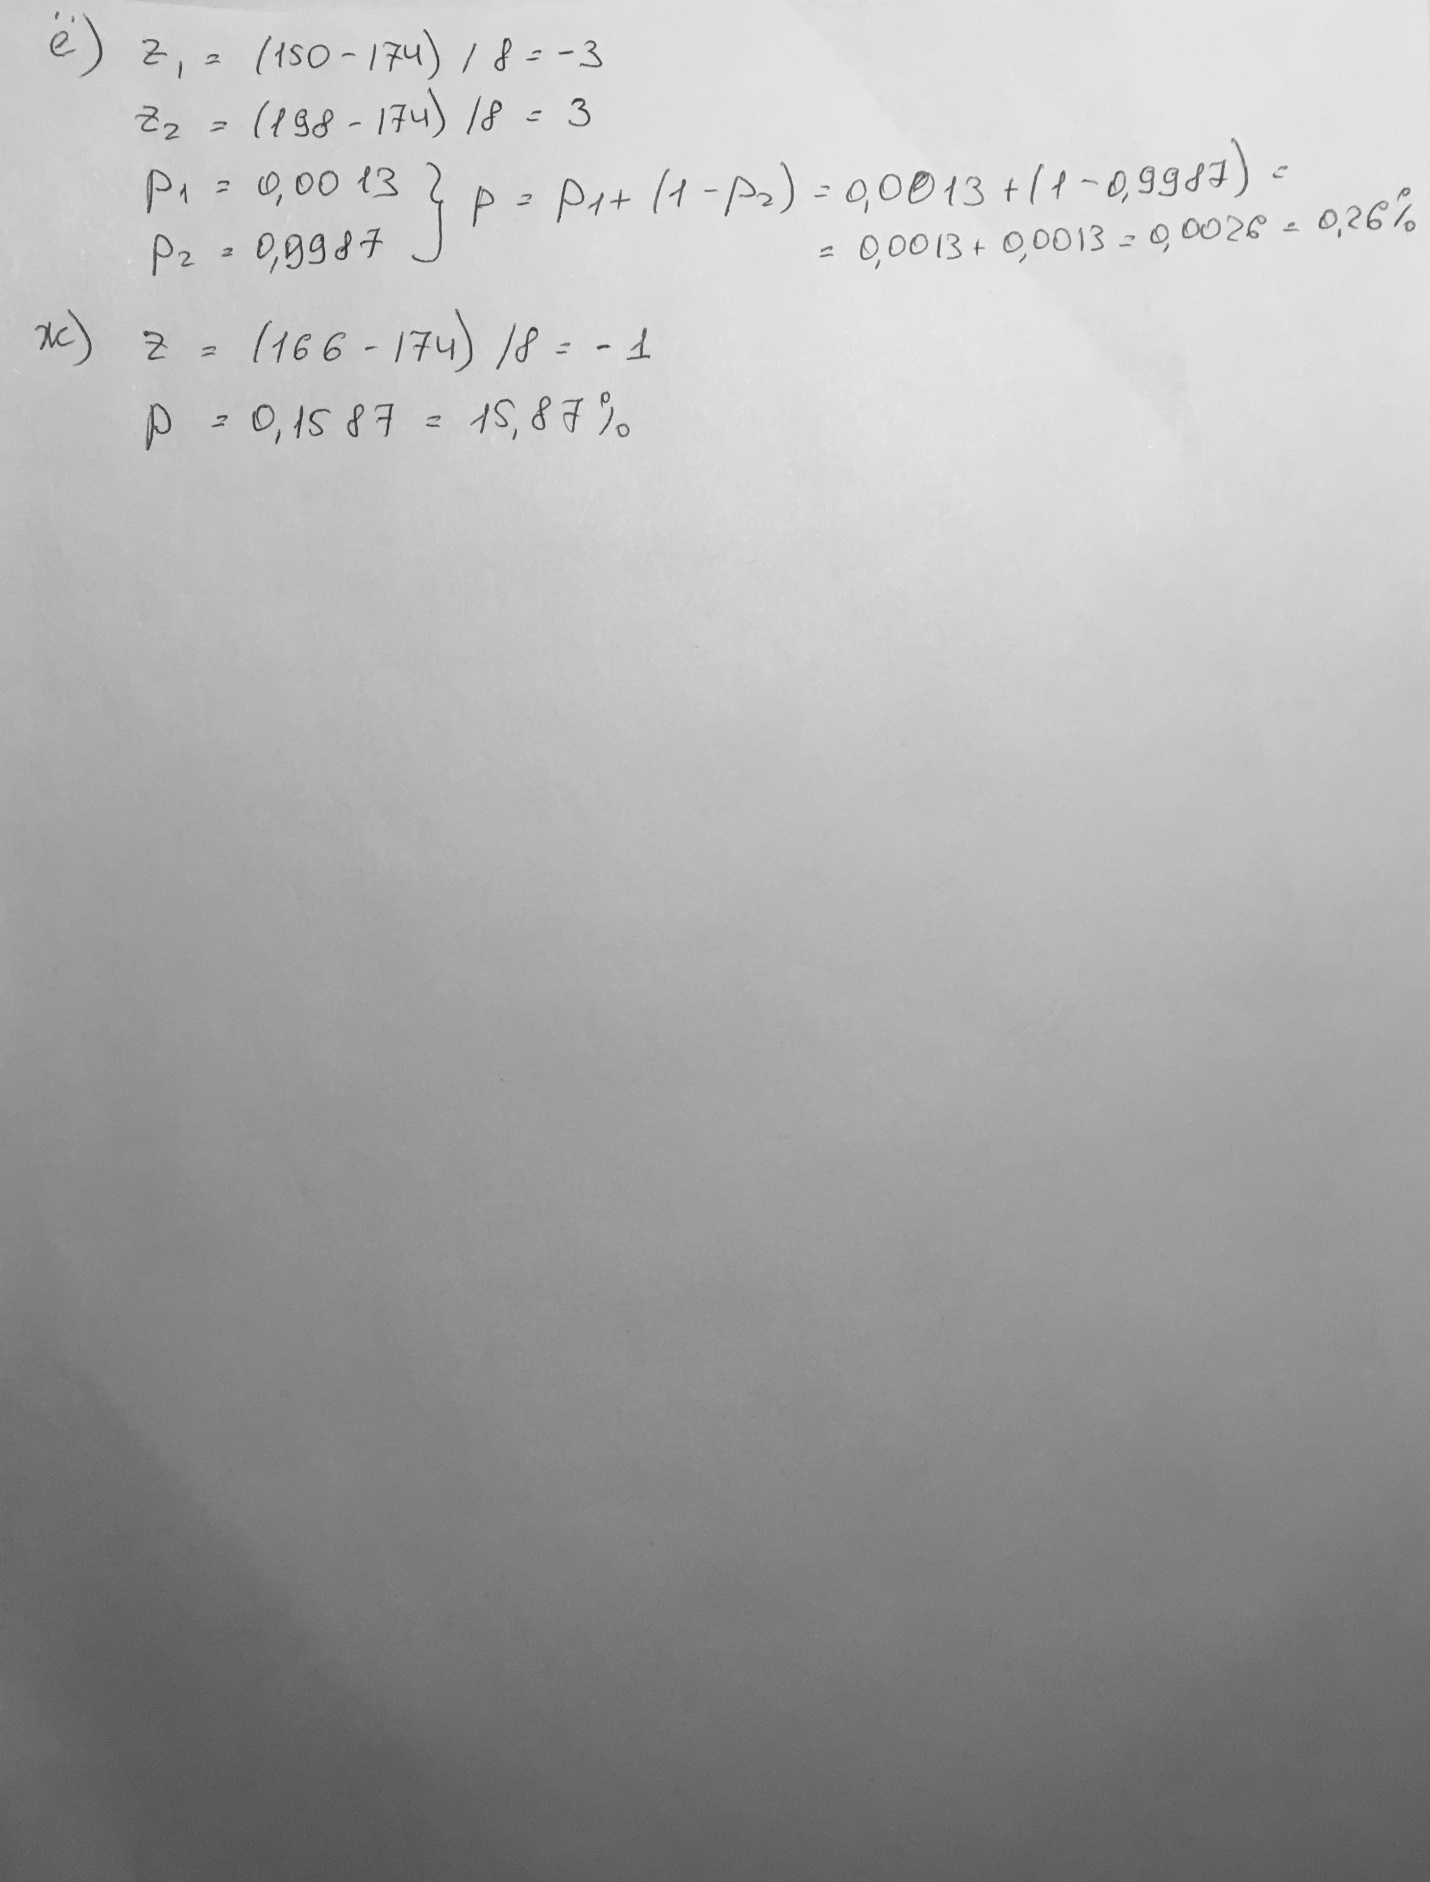 ё) z₁ = (150 - 174) / 8 = -3
z₂ = (198 - 174) / 8 = 3
p₁ = 0,0013 } p = p₁ + (1 - p₂) = 0,0013 + (1 - 0,9987) =
p₂ = 0,9987 = 0,0013 + 0,0013 = 0,0026 = 0,26%
ж) z = (166 - 174) / 8 = -1
p = 0,1587 = 15,87%